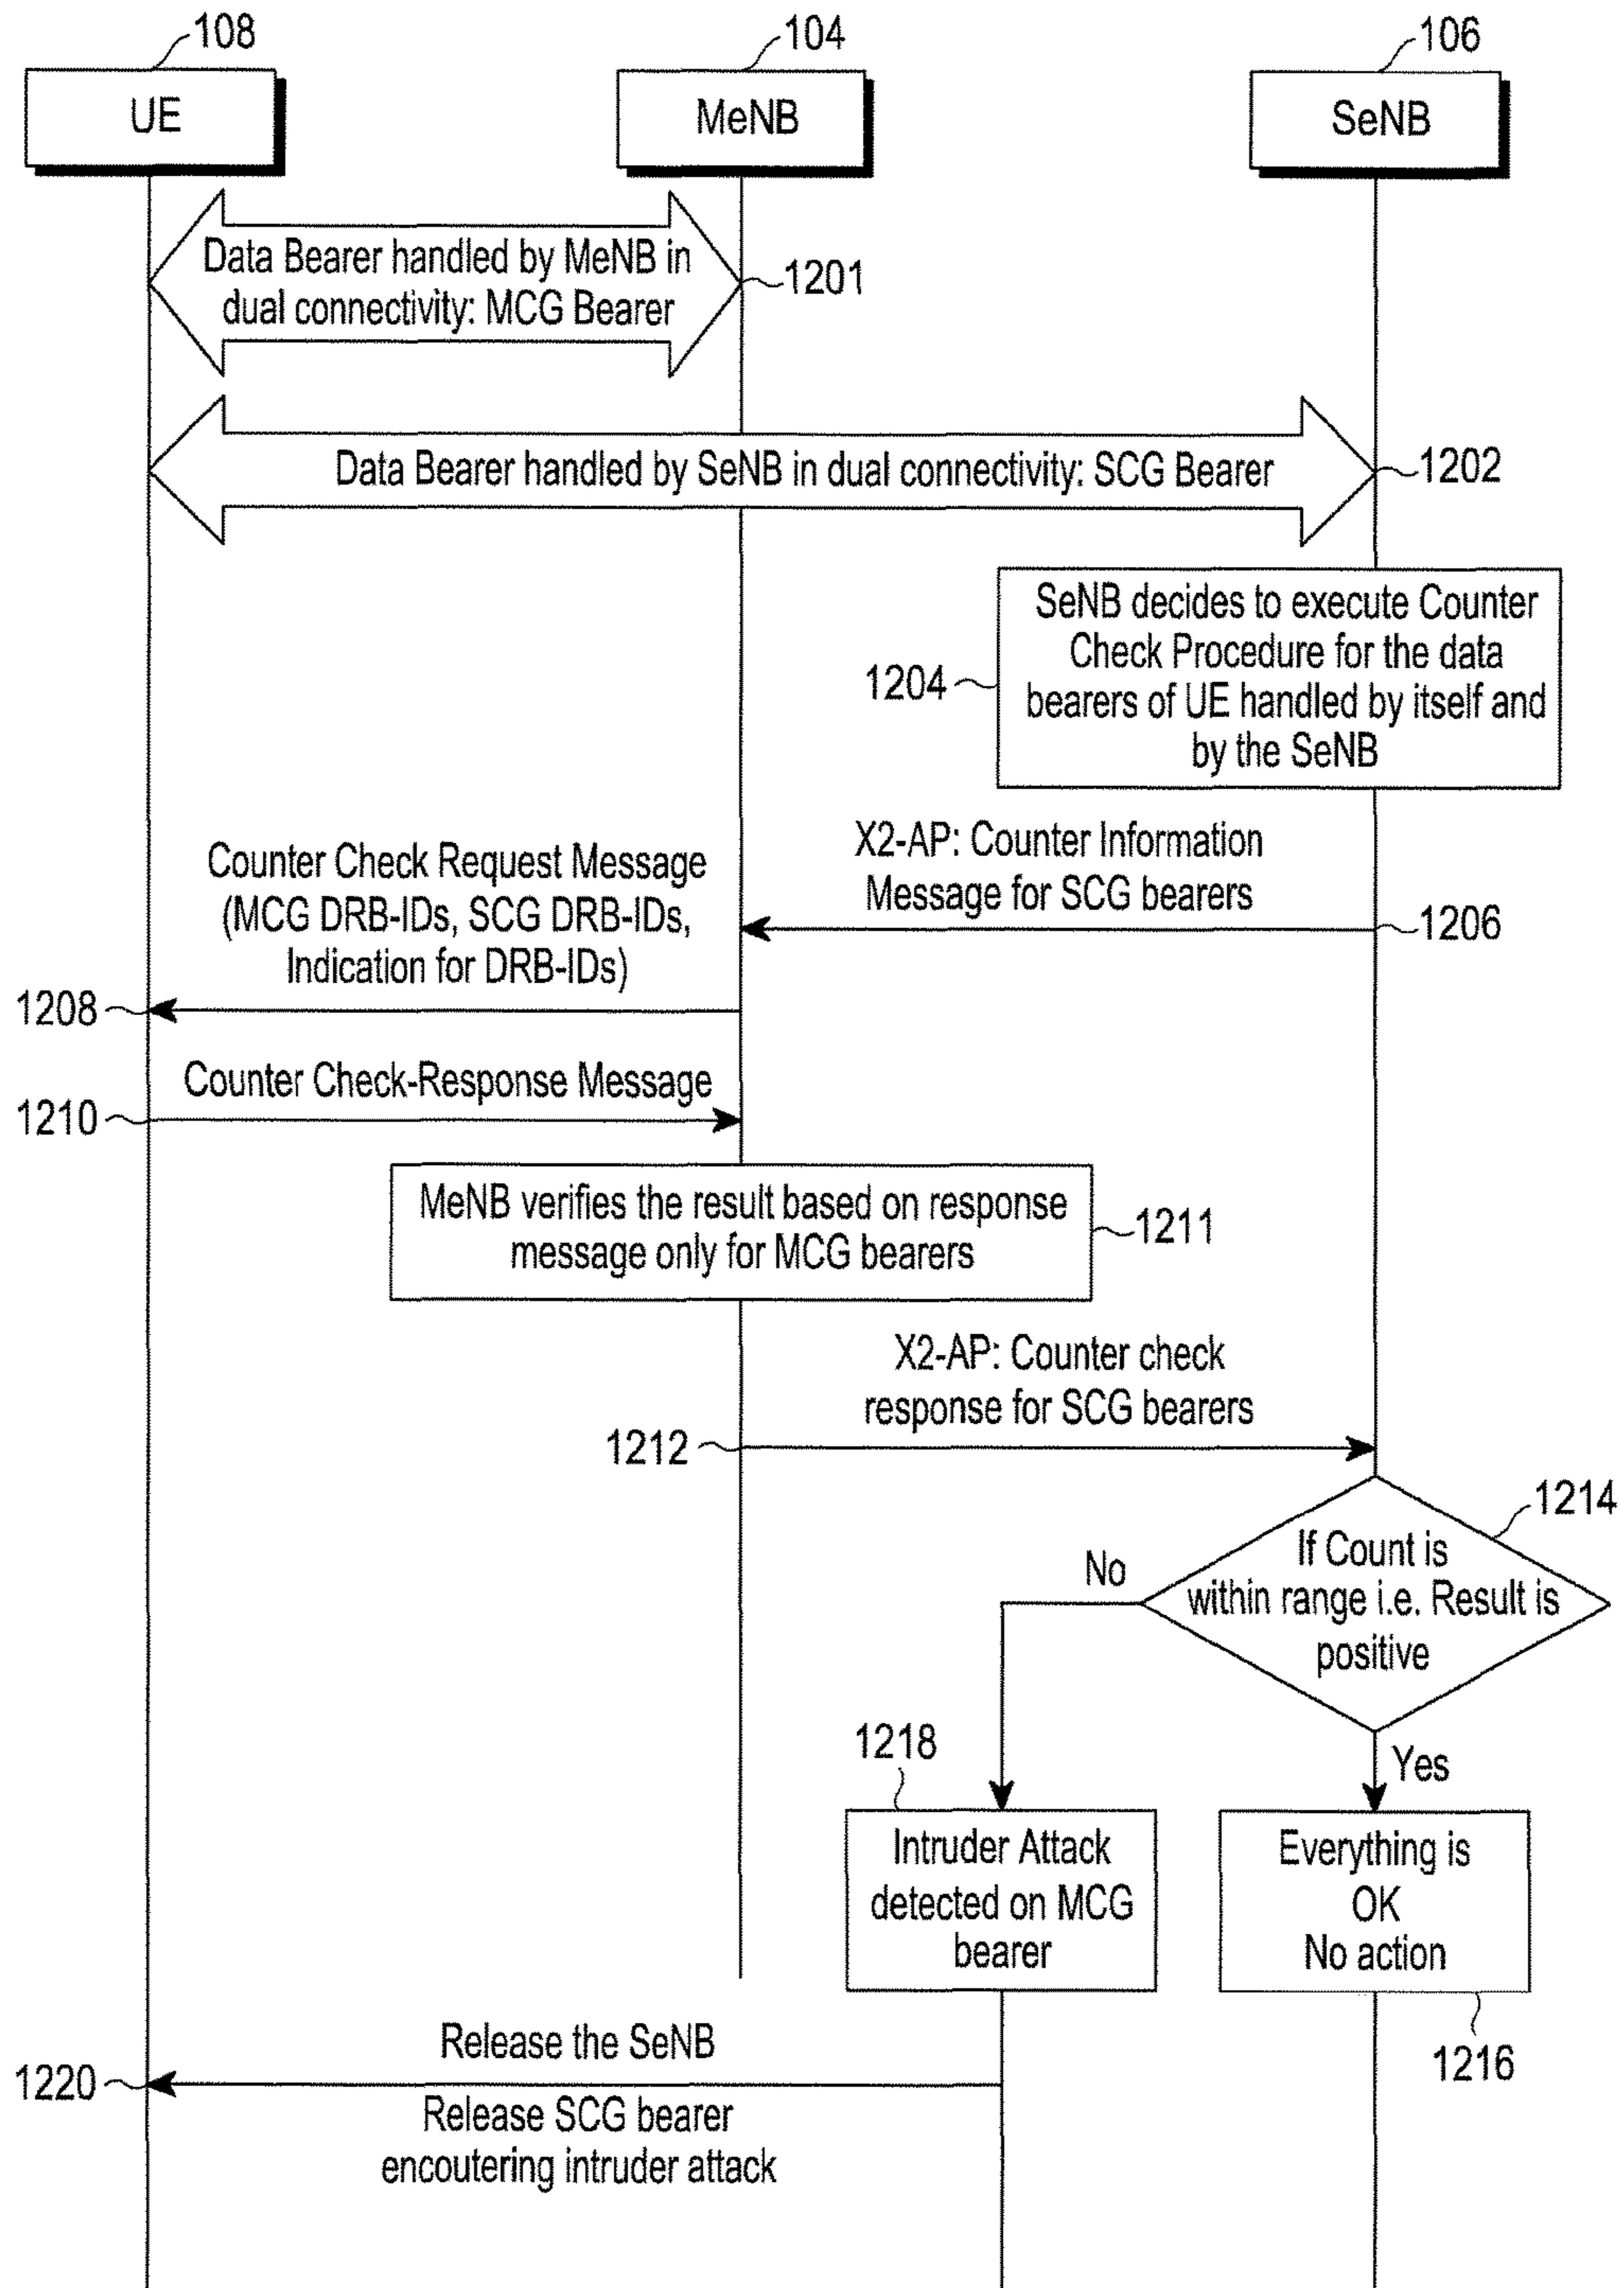 108
104
106
UE
MeNB
SeNB
Data Bearer handled by MeNB in
dual connectivity: MCG Bearer
1201
Data Bearer handled by SeNB in dual connectivity: SCG Bearer
1202
SeNB decides to execute Counter
Check Procedure for the data
bearers of UE handled by itself and
by the SeNB
1204
X2-AP: Counter Information
Message for SCG bearers
1206
Counter Check Request Message
(MCG DRB-IDs, SCG DRB-IDs,
Indication for DRB-IDs)
1208
Counter Check-Response Message
1210
MeNB verifies the result based on response
message only for MCG bearers
1211
X2-AP: Counter check
response for SCG bearers
1212
1214
If Count is
within range i.e. Result is
positive
No
Yes
1218
Intruder Attack
detected on MCG
bearer
Everything is
OK
No action
1216
Release the SeNB
1220
Release SCG bearer
encoutering intruder attack